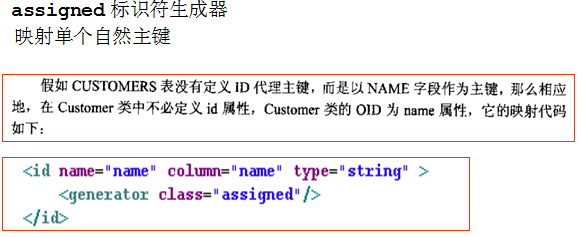 assigned 标识符生成器
映射单个自然主键
假如 CUSTOMERS 表没有定义 ID 代理主键，而是以 NAME 字段作为主键，那么相应
地，在 Customer 类中不必定义 id 属性，Customer 类的 OID 为 name 属性，它的映射代码
如下：
<id name="name" column="name" type="string" >
<generator class="assigned"/>
</id>